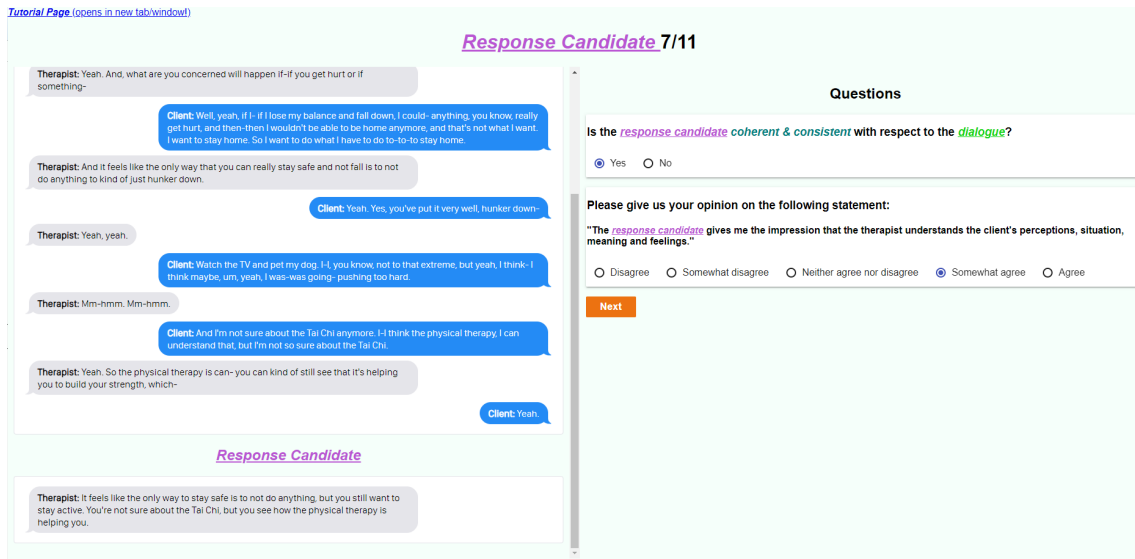 Tutorial Page (opens in new tab/window!)
Response Candidate 7/11
Therapist: Yeah. And, what are you concerned will happen if-if you get hurt or if
something-
Client: Well, yeah, if I- if I lose my balance and fall down, I could- anything, you know, really
get hurt, and then-then I wouldn't be able to be home anymore, and that's not what I want.
I want to stay home. So I want to do what I have to do to-to-to stay home.
Therapist: And it feels like the only way that you can really stay safe and not fall is to not
do anything to kind of just hunker down.
Client: Yeah. Yes, you've put it very well, hunker down-
Therapist: Yeah, yeah.
Client: Watch the TV and pet my dog. I-I, you know, not to that extreme, but yeah, I think- I
think maybe, um, yeah, I was-was going- pushing too hard.
Therapist: Mm-hmm. Mm-hmm.
Client: And I'm not sure about the Tai Chi anymore. I-I think the physical therapy, I can
understand that, but I'm not so sure about the Tai Chi.
Therapist: Yeah. So the physical therapy is can- you can kind of still see that it's helping
you to build your strength, which-
Client: Yeah.
Response Candidate
Therapist: It feels like the only way to stay safe is to not do anything, but you still want to
stay active. You're not sure about the Tai Chi, but you see how the physical therapy is
helping you.
Questions
Is the response candidate coherent & consistent with respect to the dialogue?
Yes No
Please give us your opinion on the following statement:
"The response candidate gives me the impression that the therapist understands the client's perceptions, situation,
meaning and feelings."
Disagree Somewhat disagree Neither agree nor disagree Somewhat agree Agree
Next